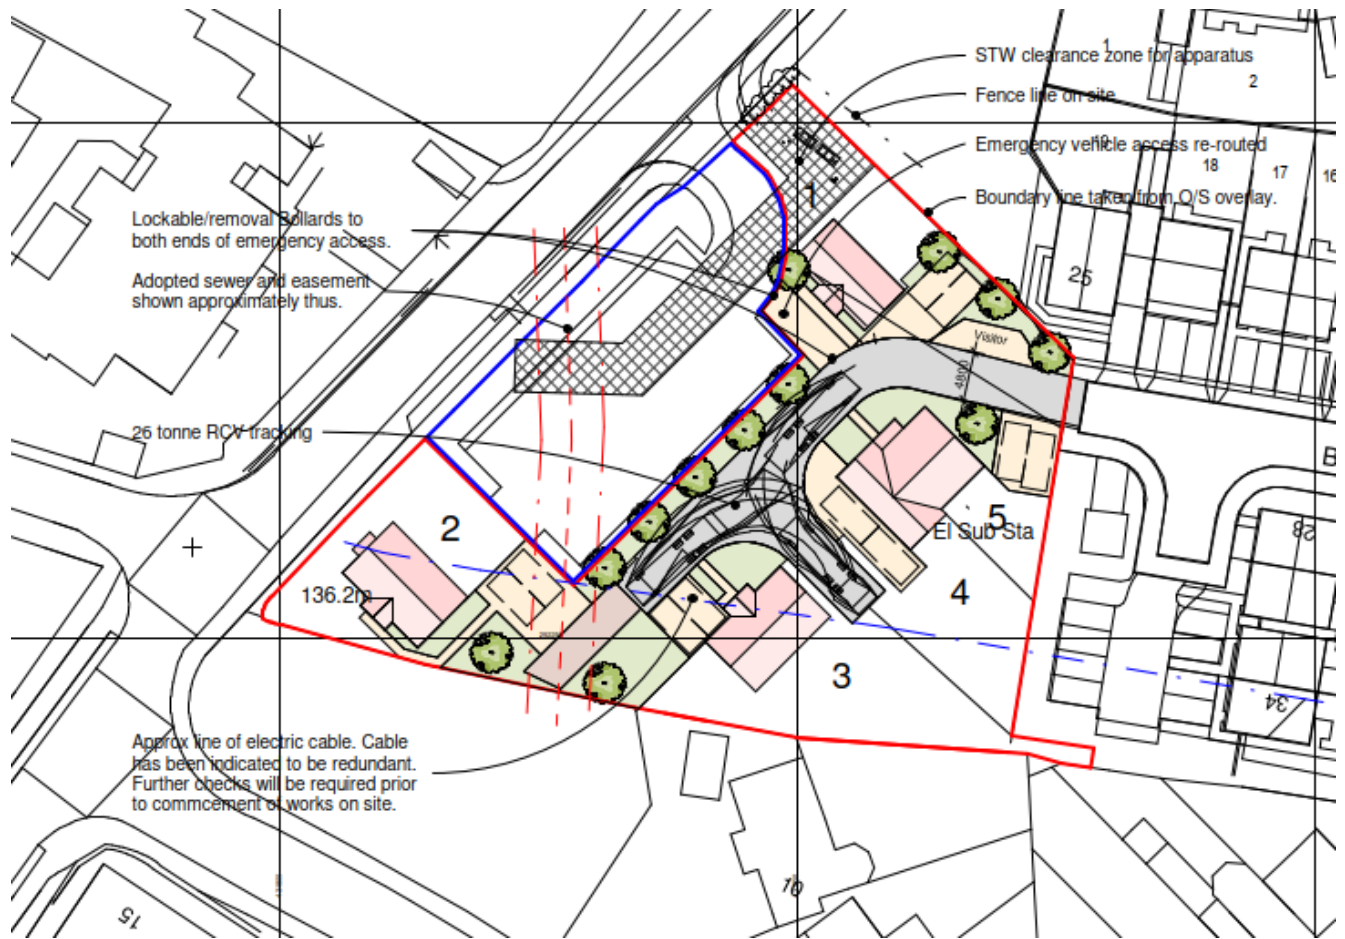 STW clearance zone for apparatus
Fence line on site
Emergency vehicle access re-routed
Boundary line taken from O/S overlay.
1
2
19
18
17
16
25
Lockable/removal Bollards to
both ends of emergency access.
Adopted sewer and easement
shown approximately thus.
1
Visitor
4800
26 tonne RCV tracking
B
2
5
El Sub Sta
28
136.2m
4
3
34
Approx line of electric cable. Cable
has been indicated to be redundant.
Further checks will be required prior
to commcement of works on site.
10
15